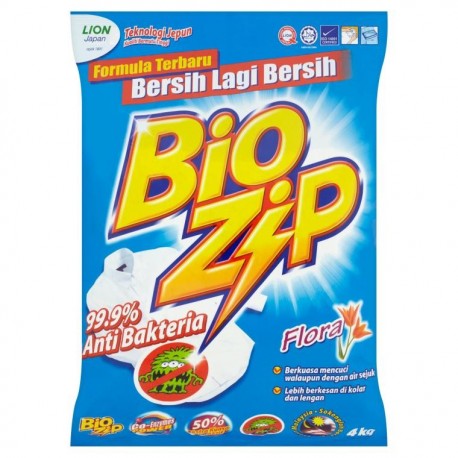 LION
Japan
Teknologi Jepun
Formula Terbaru
Bersih Lagi Bersih
BiO
ZiP
99.9%
Anti Bakteria
Flora
Berkuasa mencuci
walaupun dengan air sejuk
Lebih berkesan di kolar
dan lengan
BiO
ZiP
50%
4kg